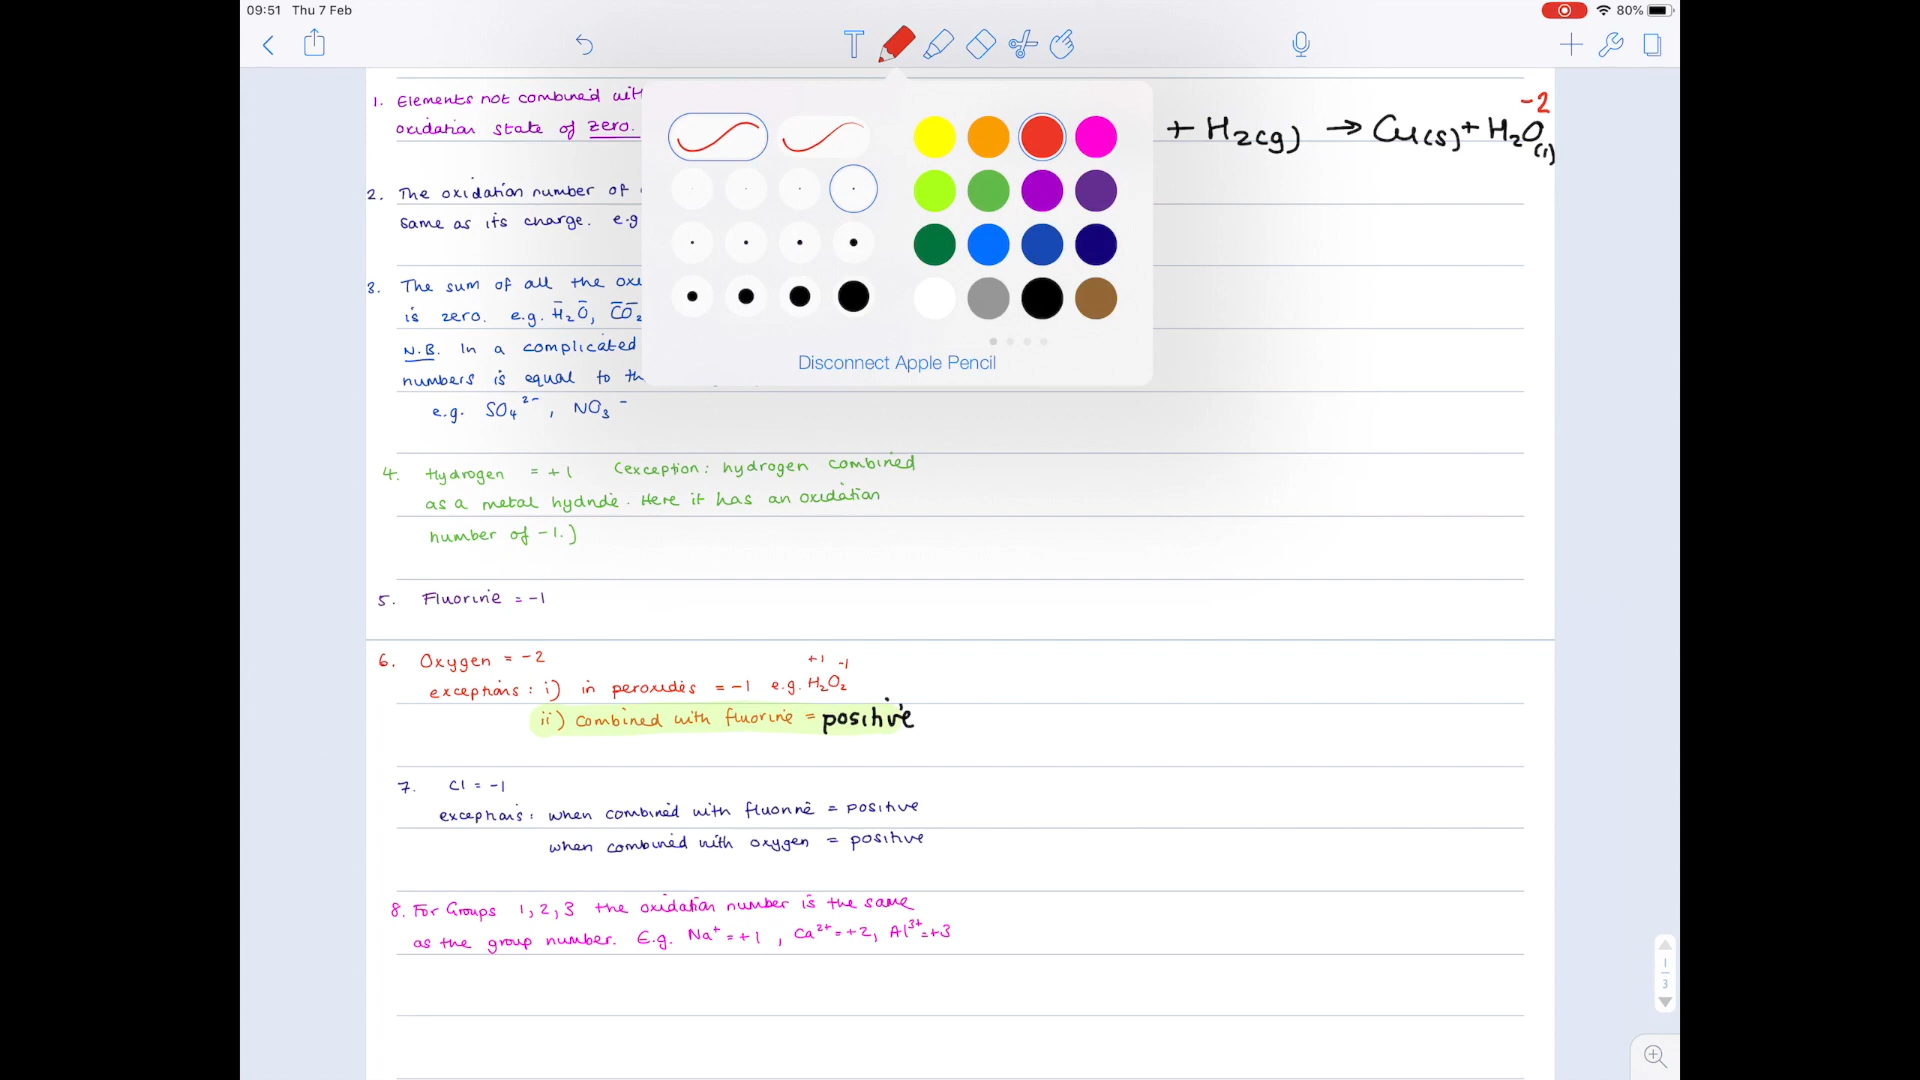 09:51 Thu 7 Feb
80%
T
1. Elements not combined wit
oxidation state of zero.
-2
+ H2(g) → Cu(s) + H2O(l)
2. The oxidation number of
same as its charge. e.g
3. The sum of all the oxi
is zero. e.g. H2O, CO2
N.B. In a complicated
numbers is equal to th
e.g. SO4 2-, NO3 -
Disconnect Apple Pencil
4. Hydrogen = +1 (exception: hydrogen combined
as a metal hydride. Here it has an oxidation
number of -1.)
5. Fluorine = -1
6. Oxygen = -2
+1 -1
exceptions: i) in peroxides = -1 e.g. H2O2
ii) combined with fluorine = positive
7. Cl = -1
exceptions: when combined with fluorine = positive
when combined with oxygen = positive
8. For Groups 1, 2, 3 the oxidation number is the same
as the group number. E.g. Na+ = +1, Ca2+ = +2, Al3+ = +3
1
3